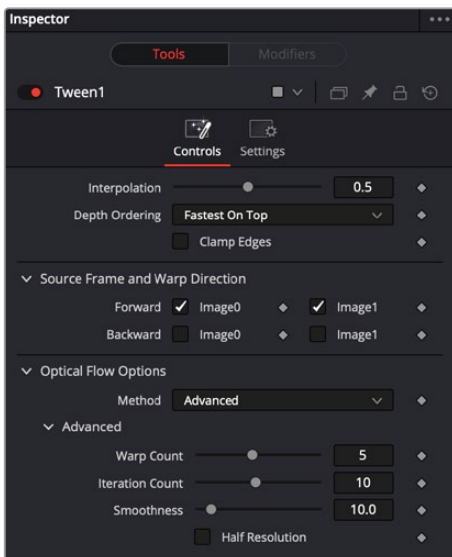 Inspector
Tools Modifiers
Tween1
Controls Settings
Interpolation 0.5
Depth Ordering Fastest On Top
Clamp Edges
Source Frame and Warp Direction
Forward Image0 Image1
Backward Image0 Image1
Optical Flow Options
Method Advanced
Advanced
Warp Count 5
Iteration Count 10
Smoothness 10.0
Half Resolution